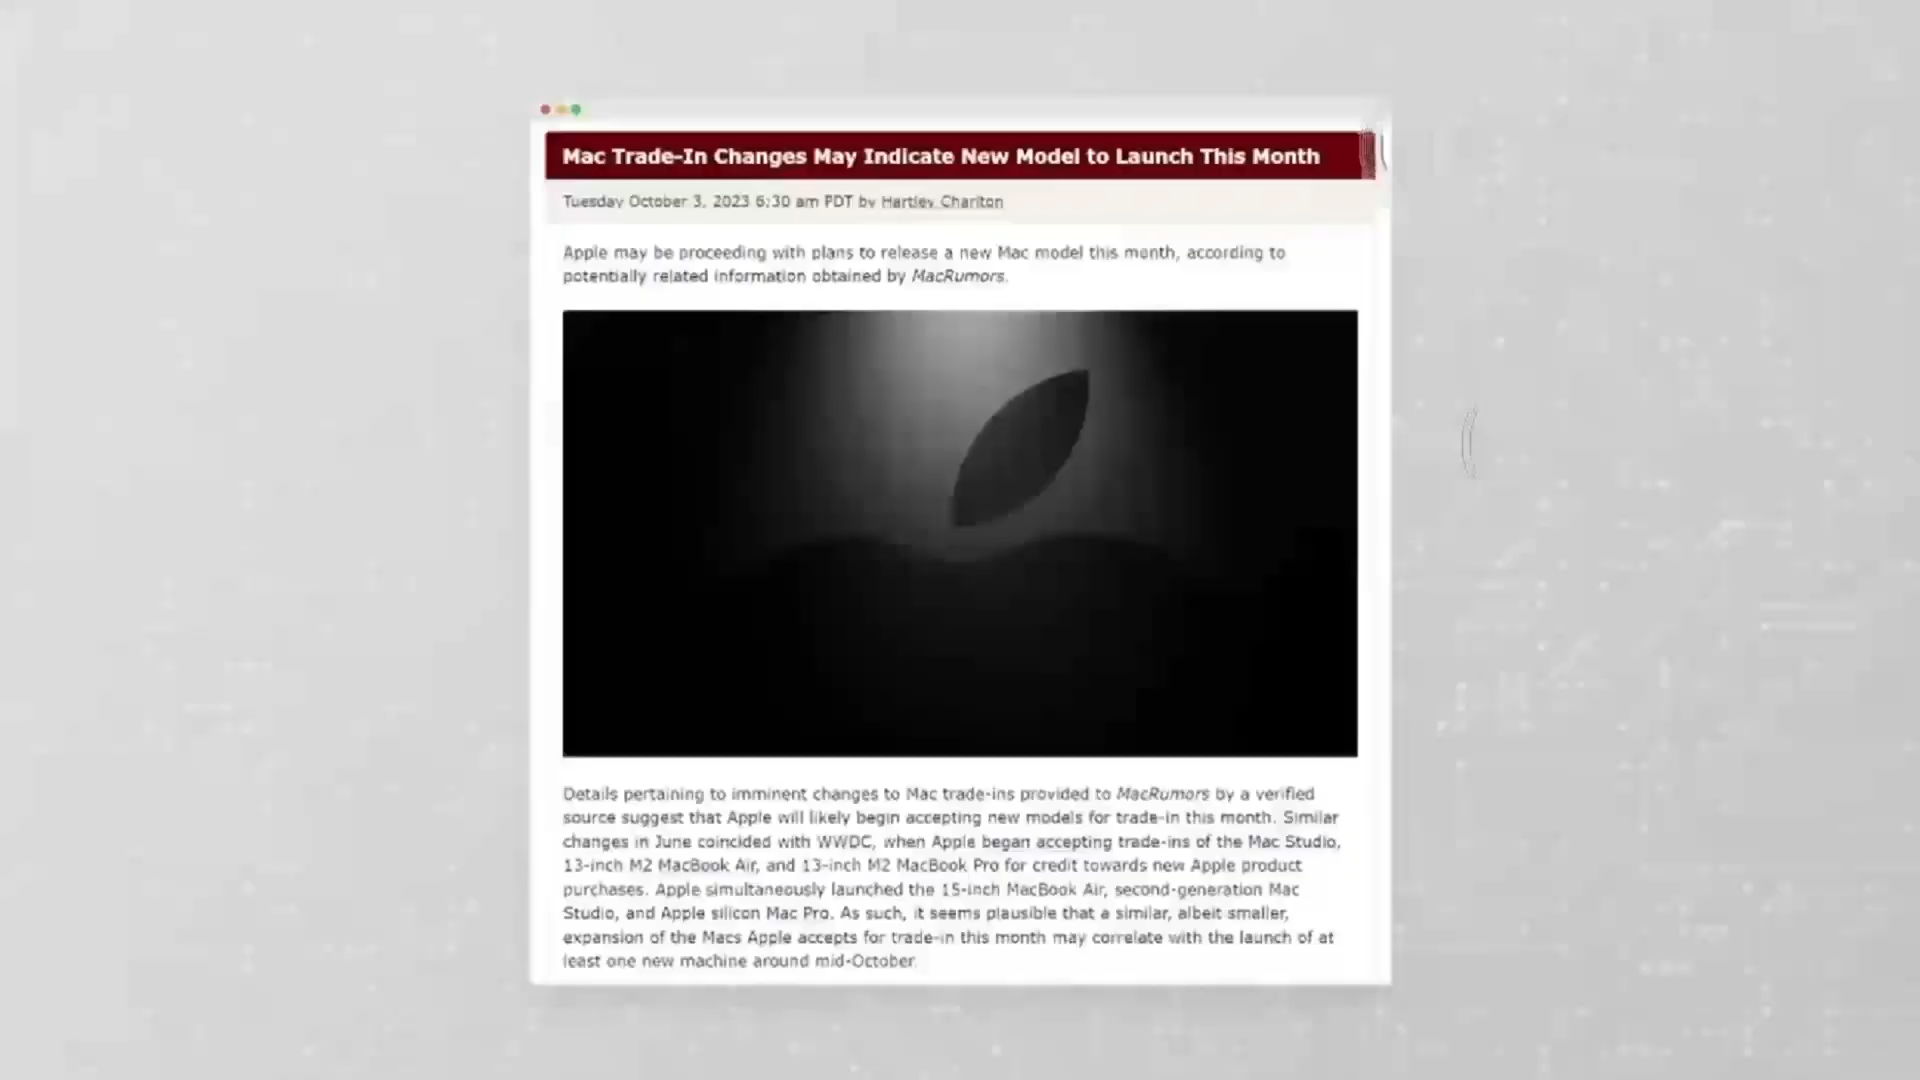 Mac Trade-In Changes May Indicate New Model to Launch This Month
Tuesday October 3, 2023 6:30 am PDT by Hartley Charlton
Apple may be proceeding with plans to release a new Mac model this month, according to
potentially related information obtained by MacRumors.
Details pertaining to imminent changes to Mac trade-ins provided to MacRumors by a verified
source suggest that Apple will likely begin accepting new models for trade-in this month. Similar
changes in June coincided with WWDC, when Apple began accepting trade-ins of the Mac Studio,
13-inch M2 MacBook Air, and 13-inch M2 MacBook Pro for credit towards new Apple product
purchases. Apple simultaneously launched the 15-inch MacBook Air, second-generation Mac
Studio, and Apple silicon Mac Pro. As such, it seems plausible that a similar, albeit smaller,
expansion of the Macs Apple accepts for trade-in this month may correlate with the launch of at
least one new machine around mid-October.